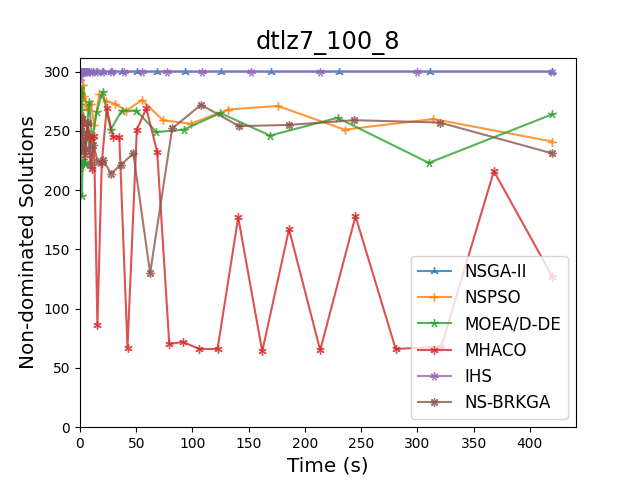 dtlz7_100_8
Non-dominated Solutions
300
250
200
150
100
50
0
0 50 100 150 200 250 300 350 400
Time (s)
NSGA-II
NSPSO
MOEA/D-DE
MHACO
IHS
NS-BRKGA